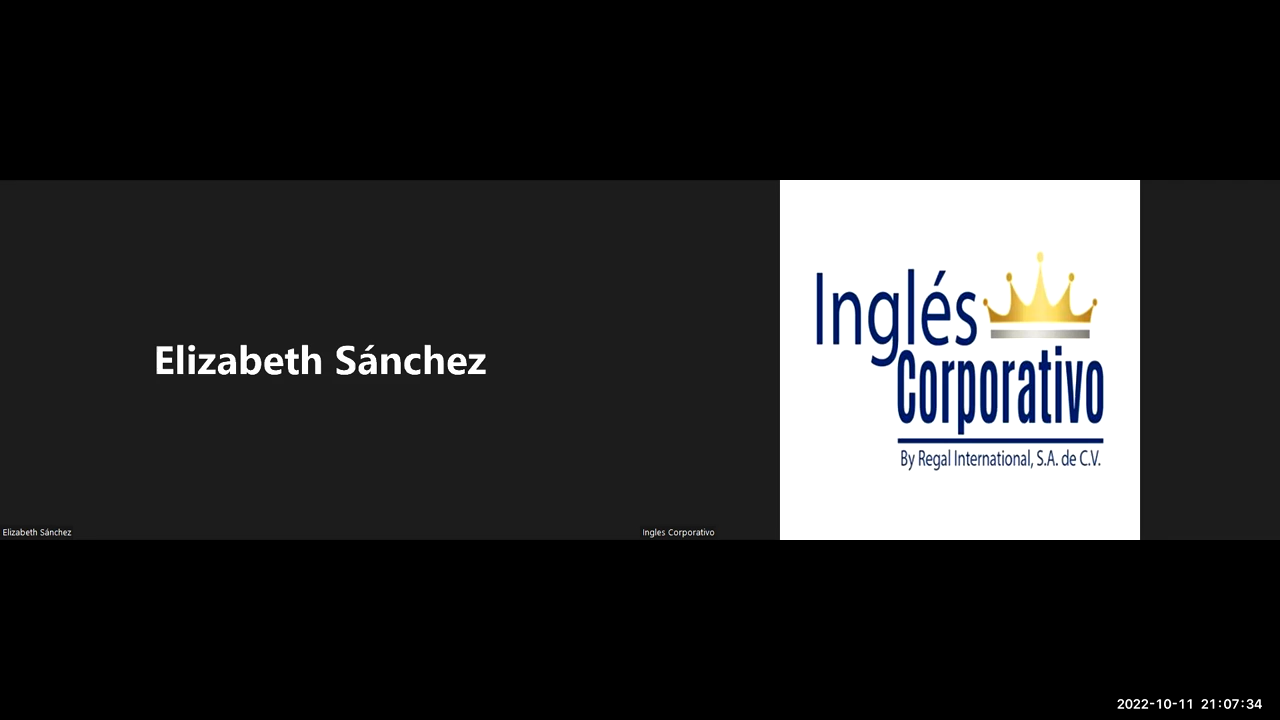 Elizabeth Sánchez
Elizabeth Sánchez
Inglés
Corporativo
By Regal International, S.A. de C.V.
Ingles Corporativo
2022-10-11 21:07:34